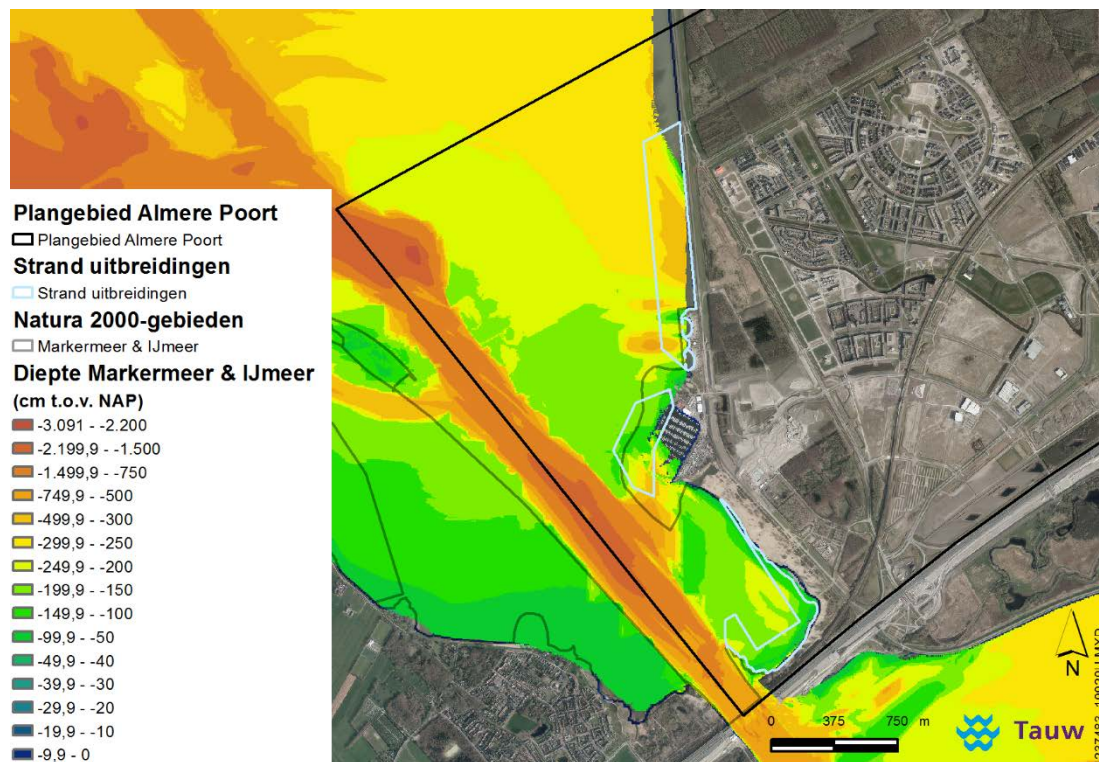 Plangebied Almere Poort
Plangebied Almere Poort
Strand uitbreidingen
Strand uitbreidingen
Natura 2000-gebieden
Markermeer & IJmeer
Diepte Markermeer & IJmeer
(cm t.o.v. NAP)
-3.091 - -2.200
-2.199,9 - -1.500
-1.499,9 - -750
-749,9 - -500
-499,9 - -300
-299,9 - -250
-249,9 - -200
-199,9 - -150
-149,9 - -100
-99,9 - -50
-49,9 - -40
-39,9 - -30
-29,9 - -20
-19,9 - -10
-9,9 - 0
N
0 375 750 m
Tauw